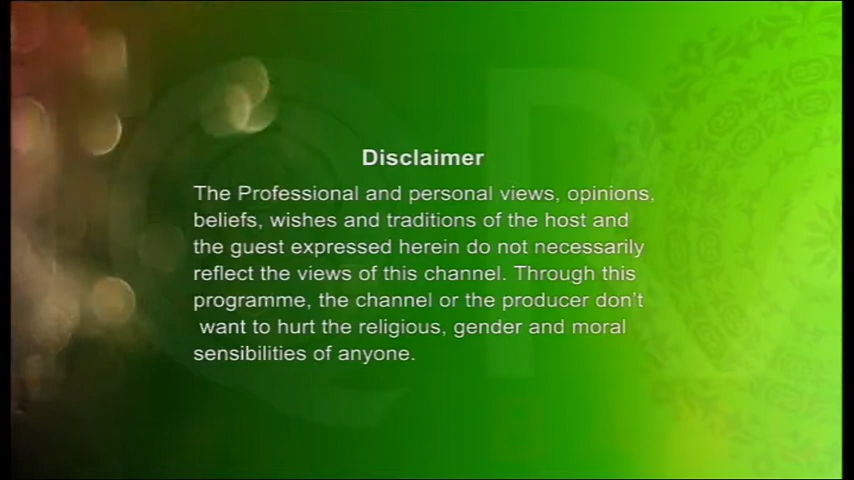 Disclaimer
The Professional and personal views, opinions,
beliefs, wishes and traditions of the host and
the guest expressed herein do not necessarily
reflect the views of this channel. Through this
programme, the channel or the producer don't
want to hurt the religious, gender and moral
sensibilities of anyone.